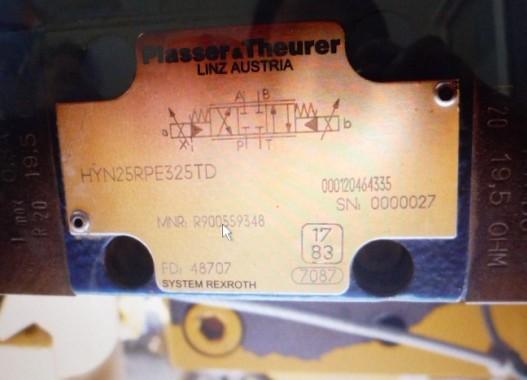 Plasser & Theurer
LINZ AUSTRIA
A B
a b
P T
HYN25RPE325TD
000120464335
SN: 0000027
MNR: R900559348
17
83
7087
FD: 48707
SYSTEM REXROTH
I max
R 20 19,5
R 20 19,5 OHM